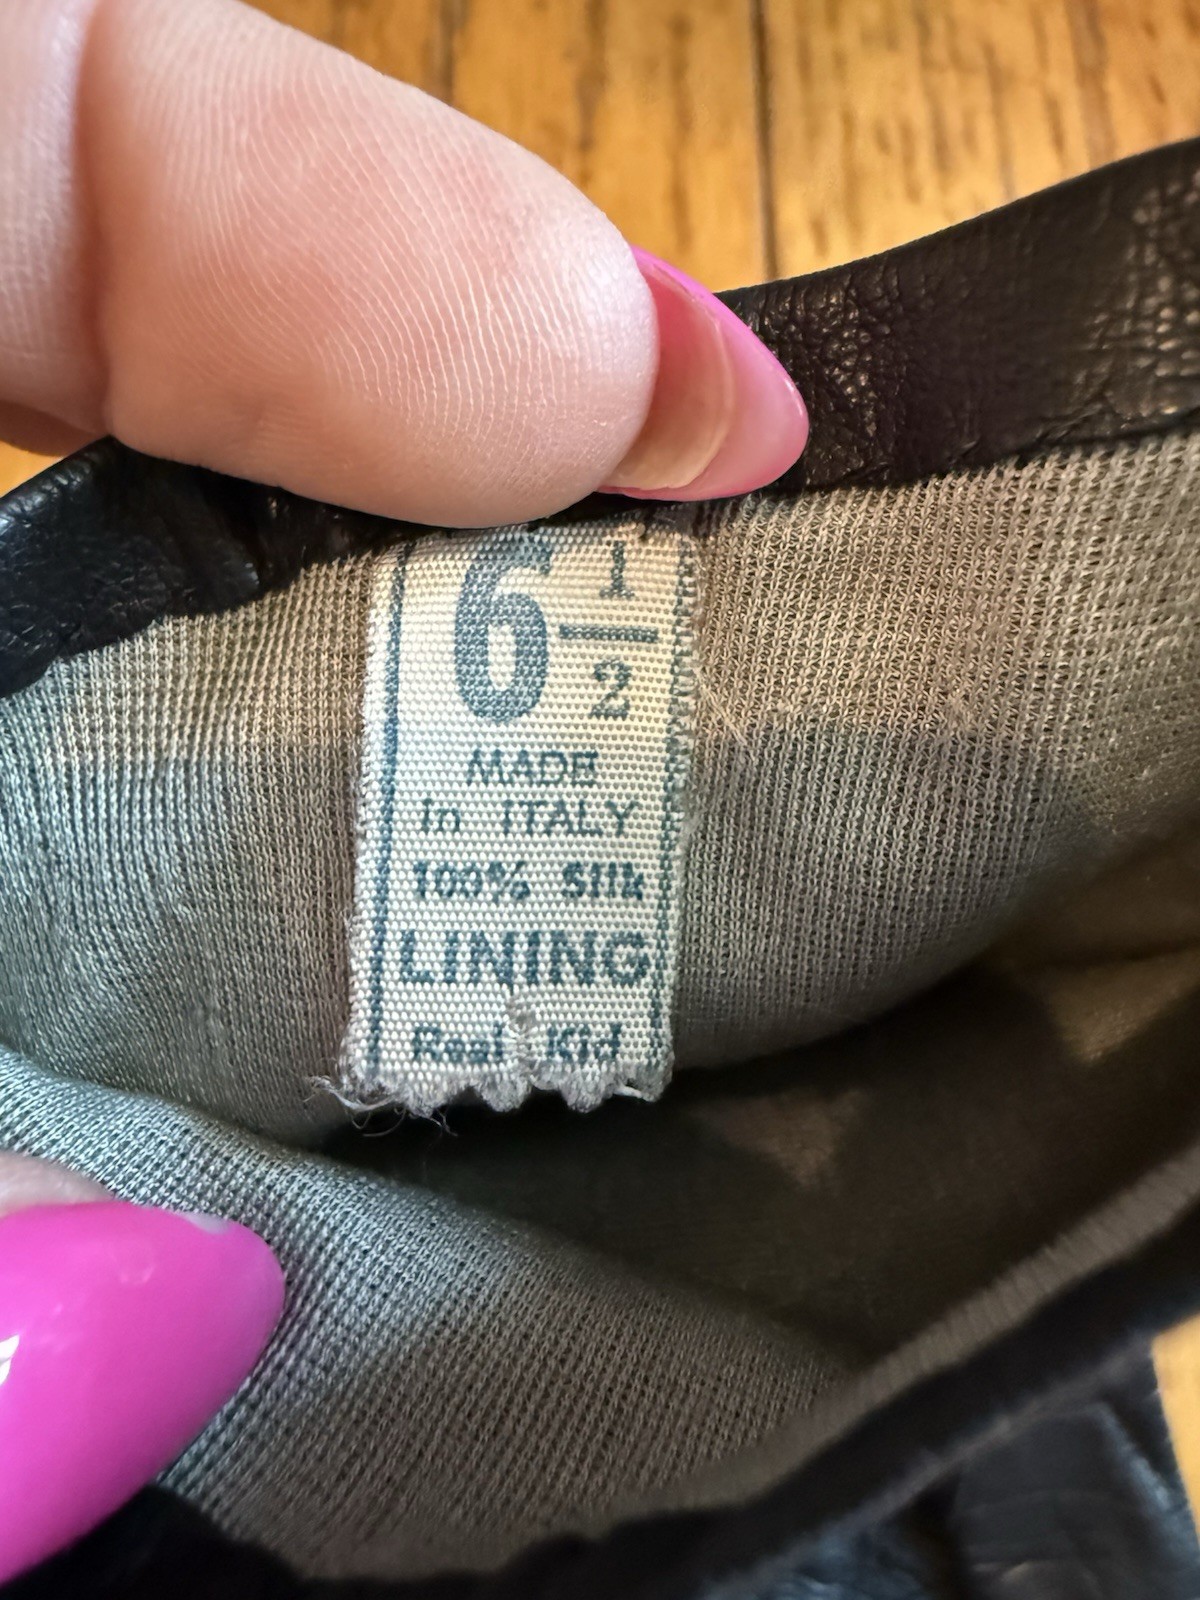 6 1/2
MADE
in ITALY
100% SILK
LINING
Real Kid